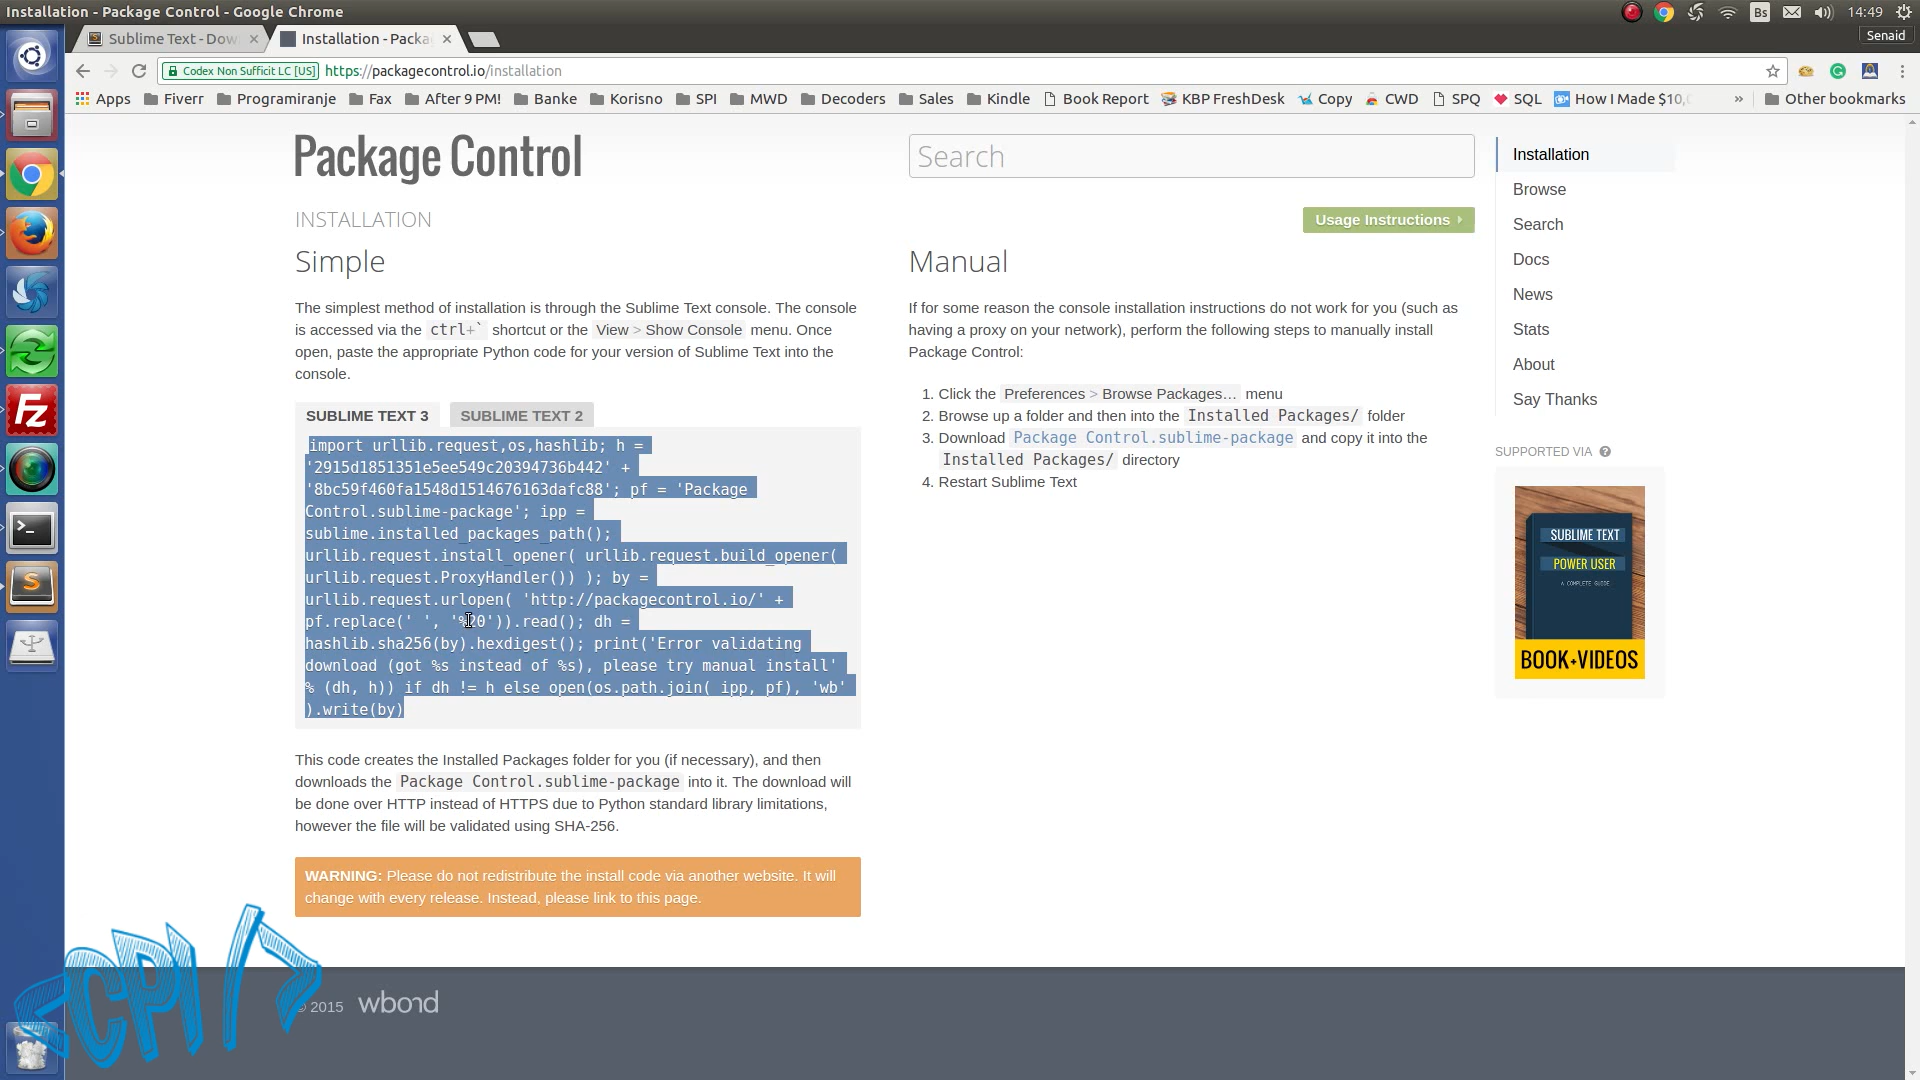 Installation - Package Control - Google Chrome
Bs
14:49
Sublime Text - Dow
Installation - Packa
Senaid
Codex Non Sufficit LC [US]
https://packagecontrol.io/installation
Apps
Fiverr
Programiranje
Fax
After 9 PM!
Banke
Korisno
SPI
MWD
Decoders
Sales
Kindle
Book Report
KBP FreshDesk
Copy
CWD
SPQ
SQL
How I Made $10,
»
Other bookmarks
Package Control
Search
INSTALLATION
Usage Instructions
Simple
The simplest method of installation is through the Sublime Text console. The console
is accessed via the ctrl+` shortcut or the View > Show Console menu. Once
open, paste the appropriate Python code for your version of Sublime Text into the
console.
SUBLIME TEXT 3
SUBLIME TEXT 2
import urllib.request,os,hashlib; h =
'2915d1851351e5ee549c20394736b442' +
'8bc59f460fa1548d1514676163dafc88'; pf = 'Package
Control.sublime-package'; ipp =
sublime.installed_packages_path();
urllib.request.install_opener( urllib.request.build_opener(
urllib.request.ProxyHandler()) ); by =
urllib.request.urlopen( 'http://packagecontrol.io/' +
pf.replace(' ', '%20')).read(); dh =
hashlib.sha256(by).hexdigest(); print('Error validating
download (got %s instead of %s), please try manual install'
% (dh, h)) if dh != h else open(os.path.join( ipp, pf), 'wb'
).write(by)
This code creates the Installed Packages folder for you (if necessary), and then
downloads the Package Control.sublime-package into it. The download will
be done over HTTP instead of HTTPS due to Python standard library limitations,
however the file will be validated using SHA-256.
WARNING: Please do not redistribute the install code via another website. It will
change with every release. Instead, please link to this page.
Manual
If for some reason the console installation instructions do not work for you (such as
having a proxy on your network), perform the following steps to manually install
Package Control:
1. Click the Preferences > Browse Packages… menu
2. Browse up a folder and then into the Installed Packages/ folder
3. Download Package Control.sublime-package and copy it into the
Installed Packages/ directory
4. Restart Sublime Text
Installation
Browse
Search
Docs
News
Stats
About
Say Thanks
SUPPORTED VIA ?
SUBLIME TEXT
POWER USER
A COMPLETE GUIDE
BOOK+VIDEOS
© 2015 wbond
<CPI/>